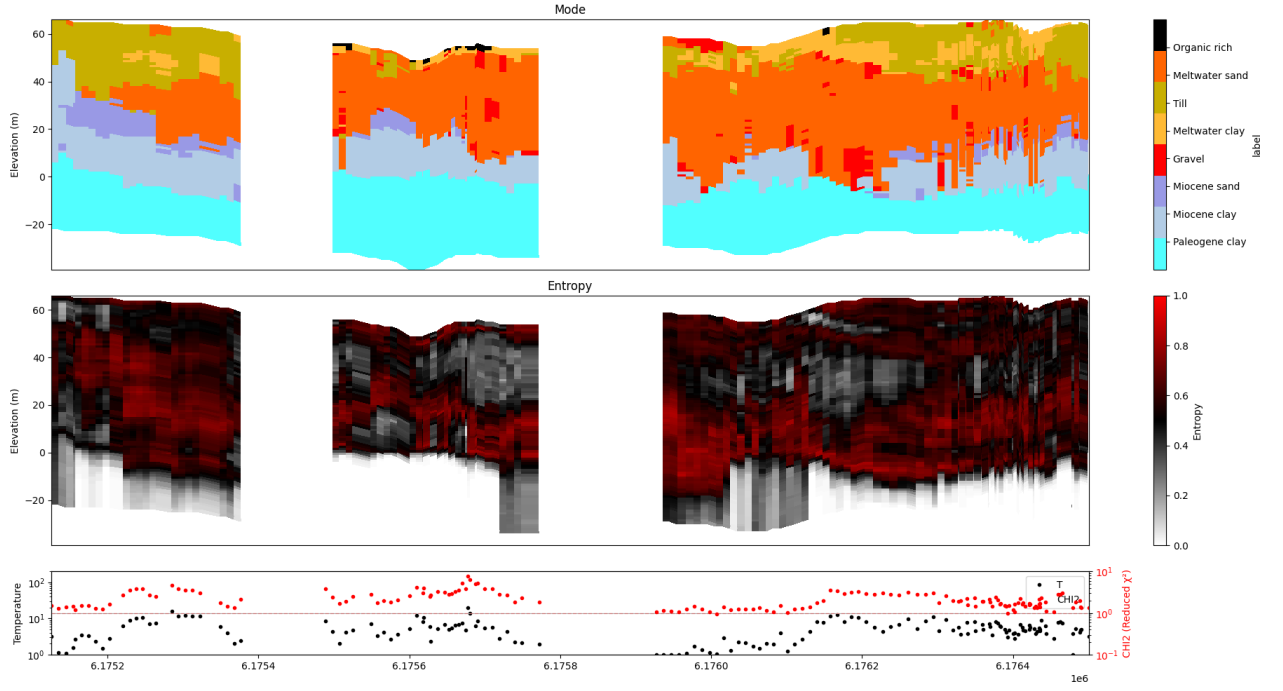 Mode
60
40
20
0
−20
Elevation (m)
Organic rich
Meltwater sand
Till
Meltwater clay
Gravel
Miocene sand
Miocene clay
Paleogene clay
label
Entropy
60
40
20
0
−20
Elevation (m)
1.0
0.8
0.6
0.4
0.2
0.0
Entropy
10²
10¹
10⁰
Temperature
T
CHI2
10¹
10⁰
10⁻¹
CHI2 (Reduced χ²)
6.1752
6.1754
6.1756
6.1758
6.1760
6.1762
6.1764
1e6